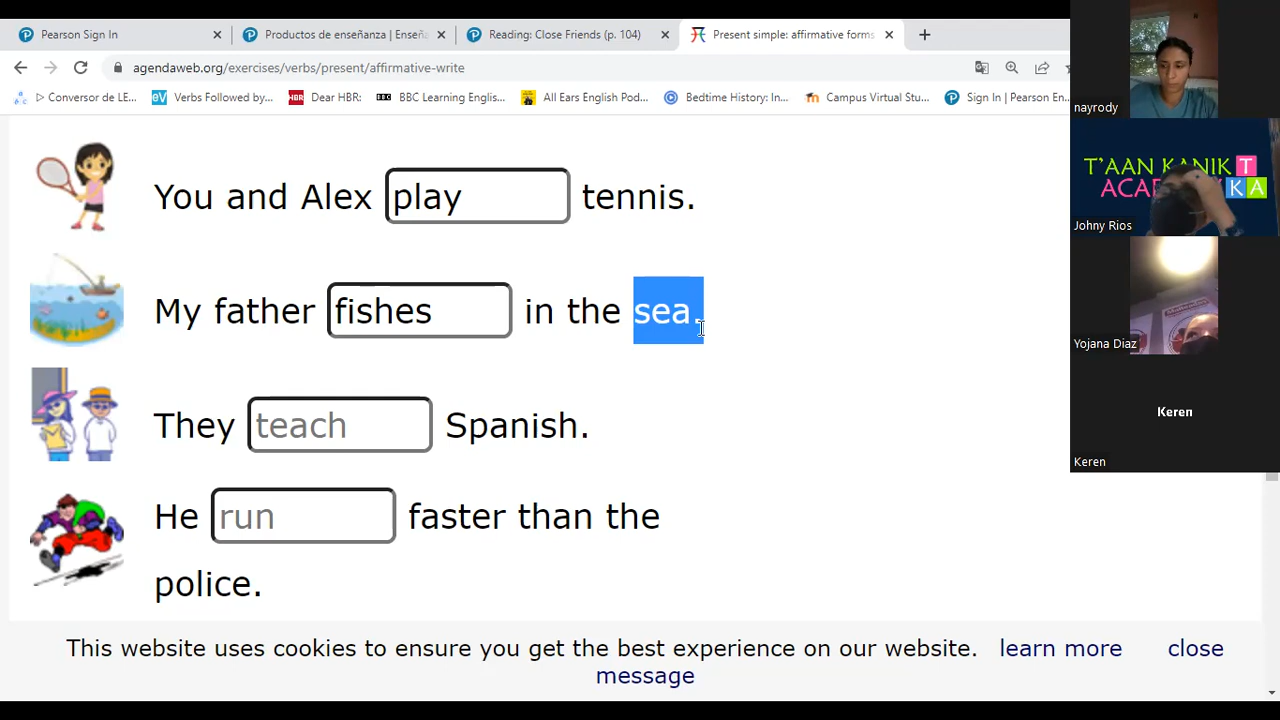 Pearson Sign In
Productos de enseñanza | Enseña
Reading: Close Friends (p. 104)
Present simple: affirmative forms
agendaweb.org/exercises/verbs/present/affirmative-write
Conversor de LE...
Verbs Followed by...
Dear HBR:
BBC Learning Englis...
All Ears English Pod...
Bedtime History: In...
Campus Virtual Stu...
Sign In | Pearson En...
You and Alex play tennis.
My father fishes in the sea.
They teach Spanish.
He run faster than the
police.
This website uses cookies to ensure you get the best experience on our website. learn more close
message
nayrody
T'AAN KANIK T
ACADEMY KA
Johny Rios
Yojana Diaz
Keren
Keren